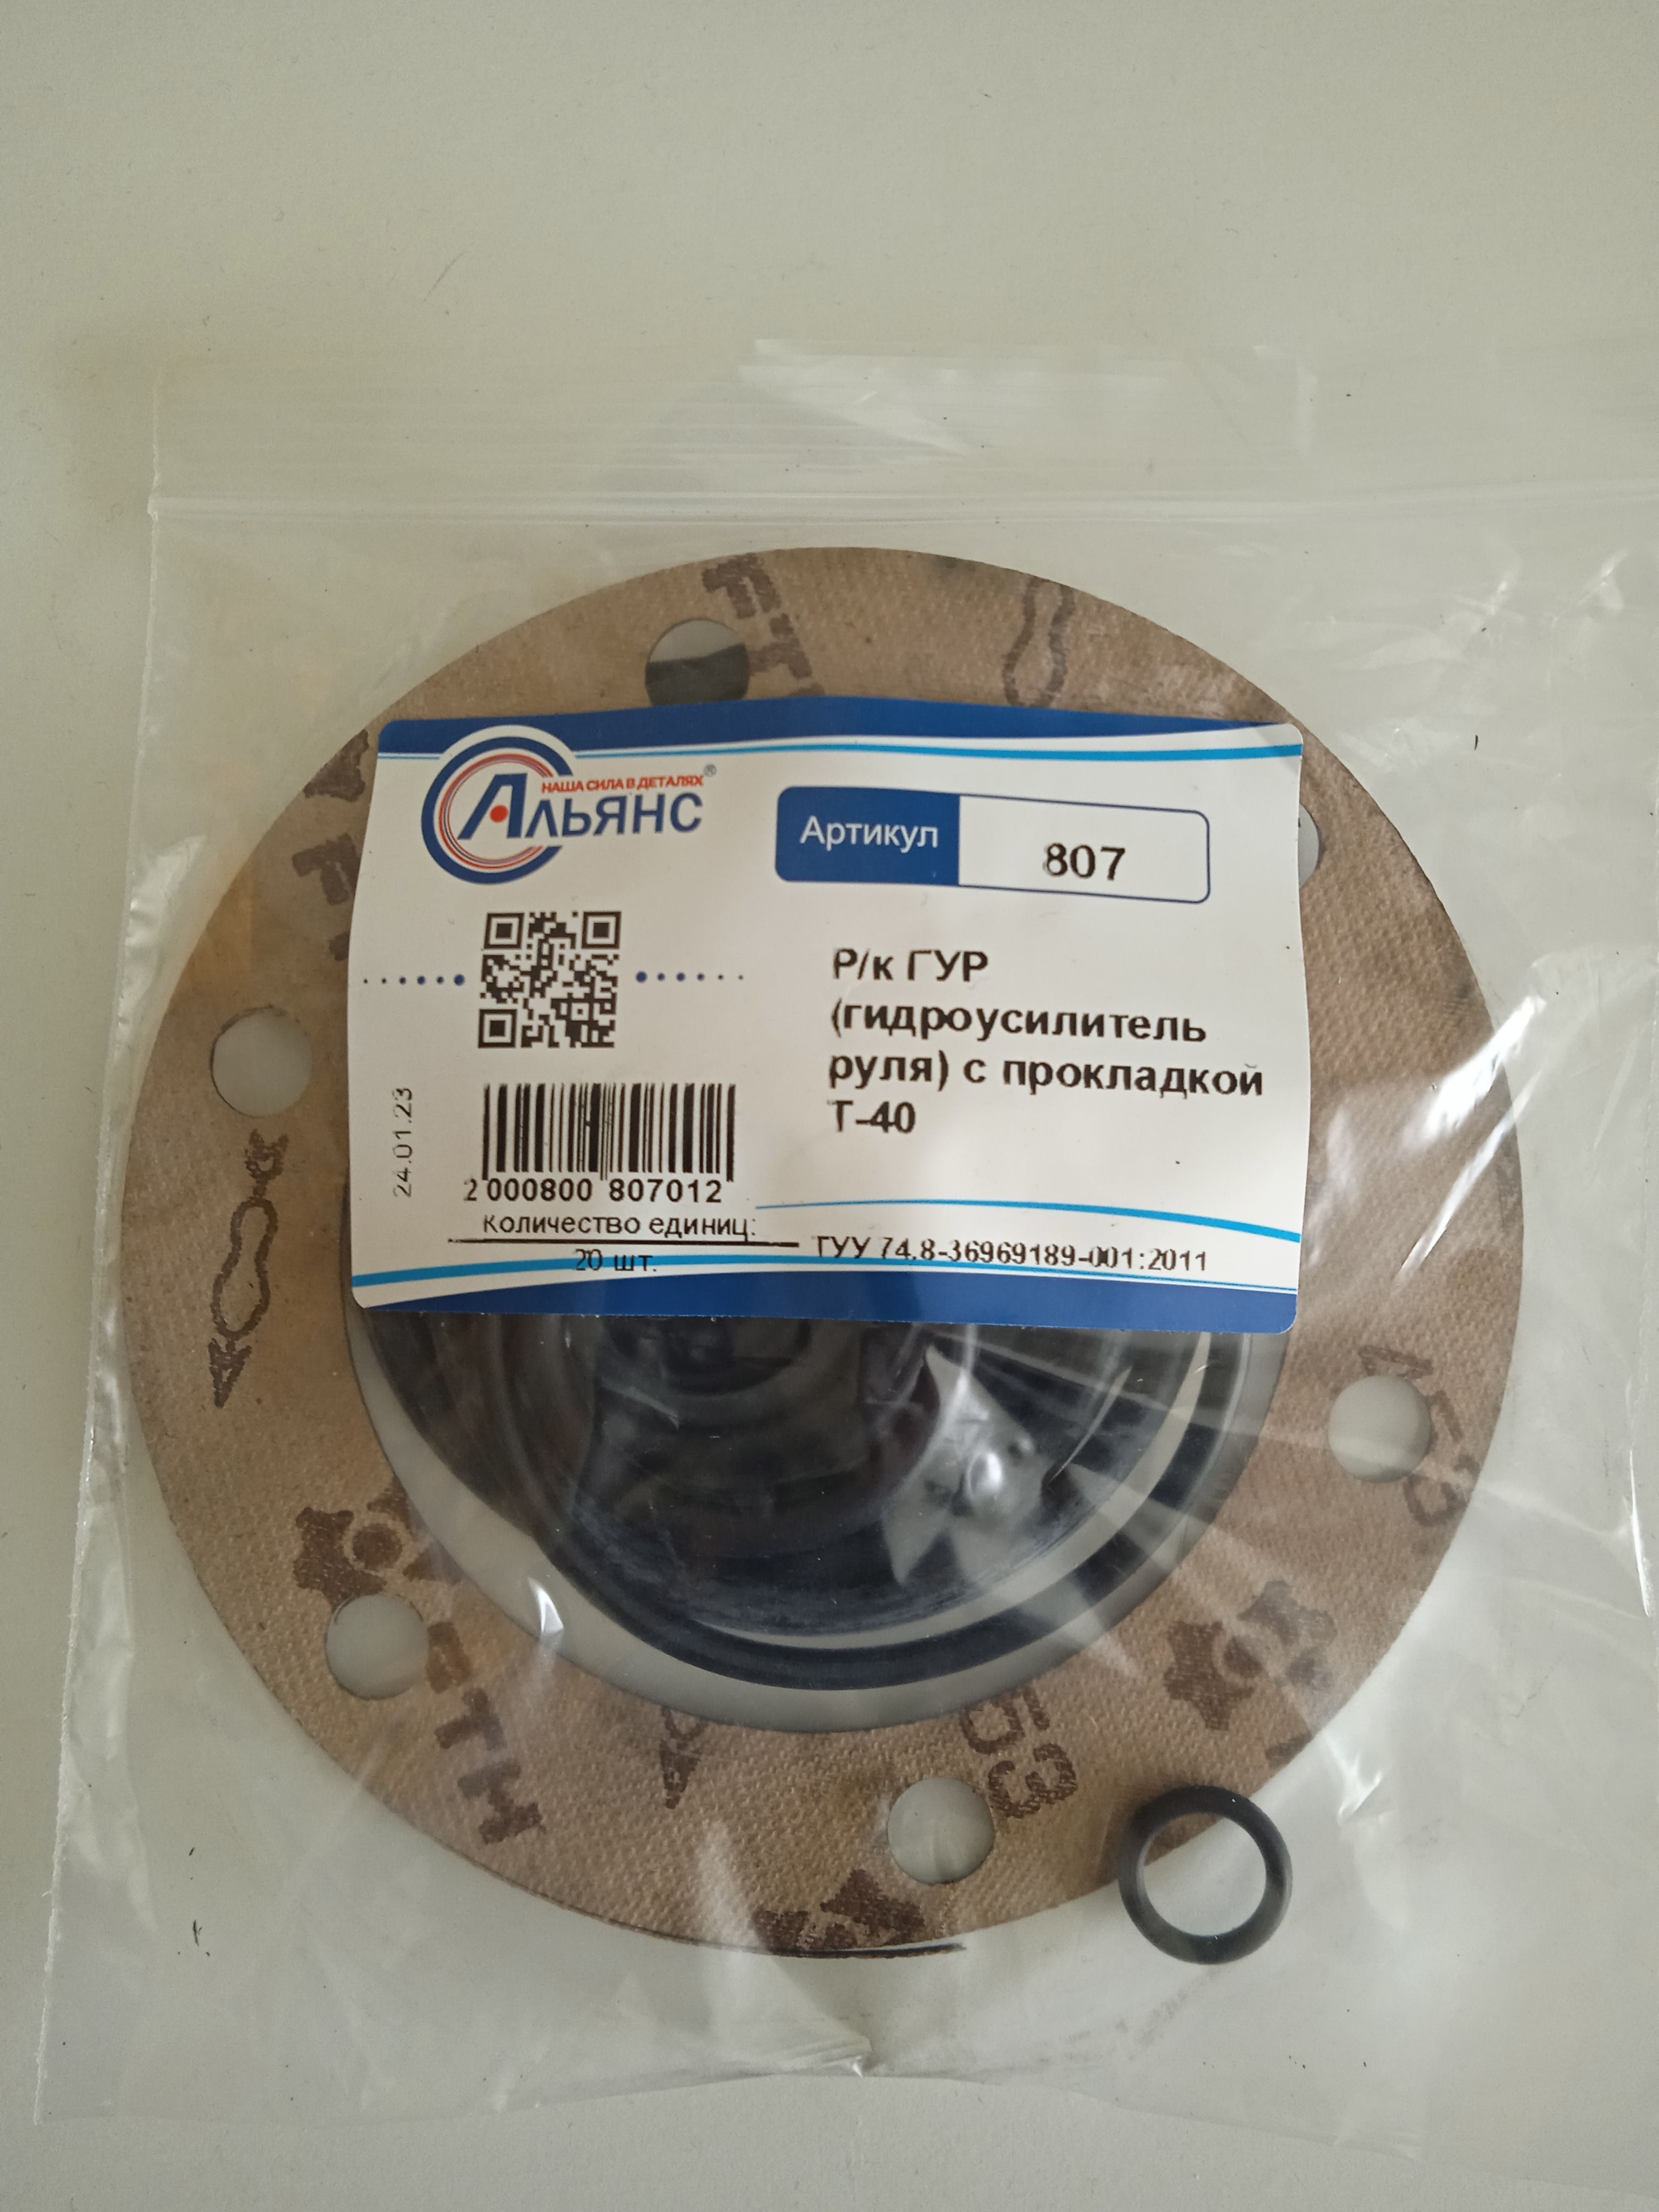 НАША СИЛА В ДЕТАЛЯХ®
АЛЬЯНС
Артикул 807
Р/к ГУР
(гидроусилитель
руля) с прокладкой
Т-40
24.01.23
2 000800 807012
Количество единиц:
20 шт.
ТУУ 74.8-36969189-001:2011